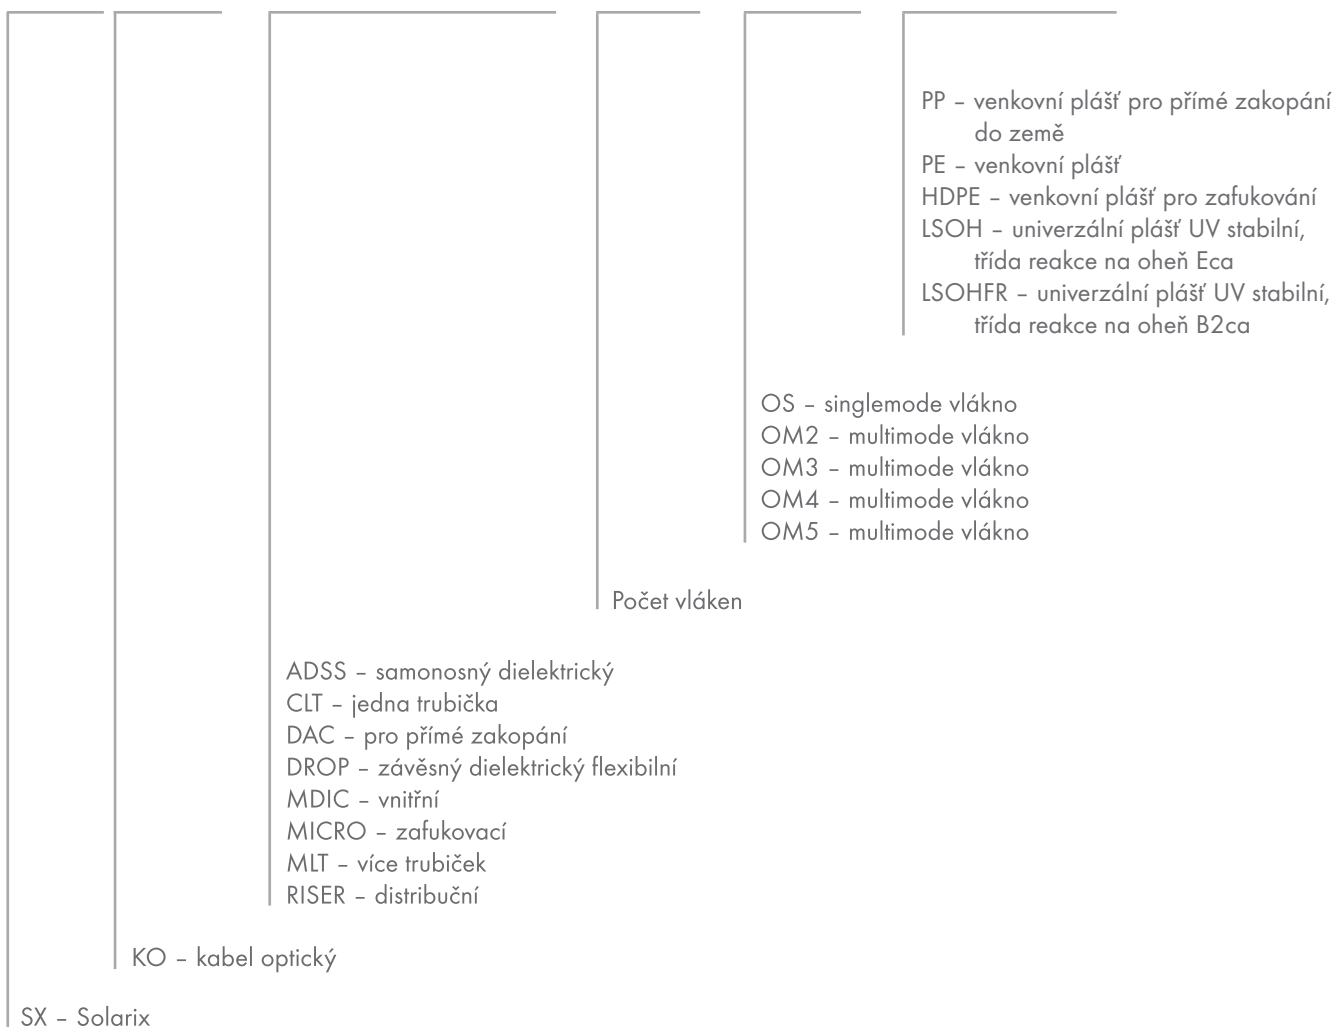 PP – venkovní plášť pro přímé zakopání
do země
PE – venkovní plášť
HDPE – venkovní plášť pro zafukování
LSOH – univerzální plášť UV stabilní,
třída reakce na oheň Eca
LSOHFR – univerzální plášť UV stabilní,
třída reakce na oheň B2ca
OS – singlemode vlákno
OM2 – multimode vlákno
OM3 – multimode vlákno
OM4 – multimode vlákno
OM5 – multimode vlákno
Počet vláken
ADSS – samonosný dielektrický
CLT – jedna trubička
DAC – pro přímé zakopání
DROP – závěsný dielektrický flexibilní
MDIC – vnitřní
MICRO – zafukovací
MLT – více trubiček
RISER – distribuční
KO – kabel optický
SX – Solarix